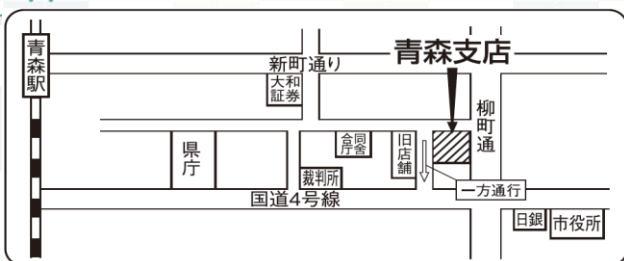 青森駅
新町通り
青森支店
大和
証券
柳町通
県庁
合同
庁舎
旧店舗
裁判所
一方通行
国道4号線
日銀
市役所